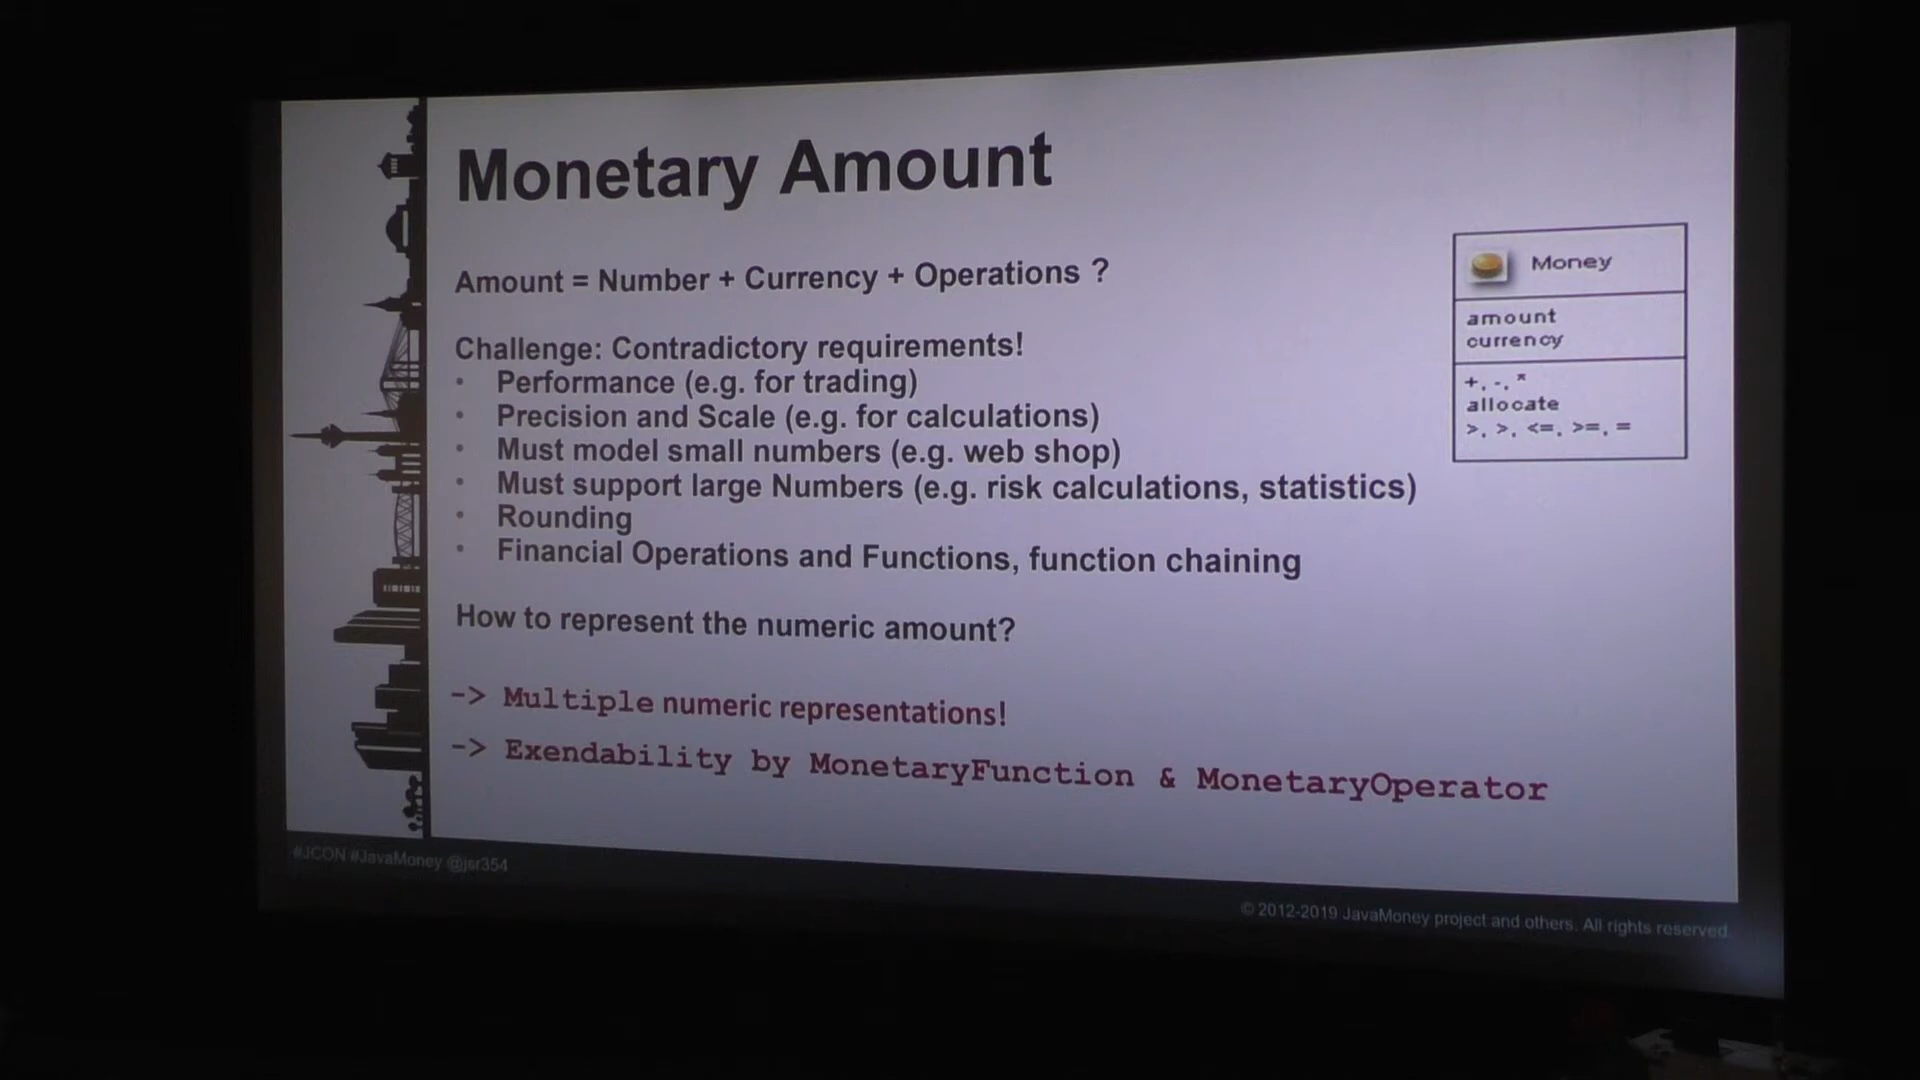 Monetary Amount
Amount = Number + Currency + Operations ?
Challenge: Contradictory requirements!
• Performance (e.g. for trading)
• Precision and Scale (e.g. for calculations)
• Must model small numbers (e.g. web shop)
• Must support large Numbers (e.g. risk calculations, statistics)
• Rounding
• Financial Operations and Functions, function chaining
How to represent the numeric amount?
-> Multiple numeric representations!
-> Exendability by MonetaryFunction & MonetaryOperator
Money
amount
currency
+, -, *
allocate
>, >, <=, >=, =
#JCON #JavaMoney @jsr354
© 2012-2019 JavaMoney project and others. All rights reserved